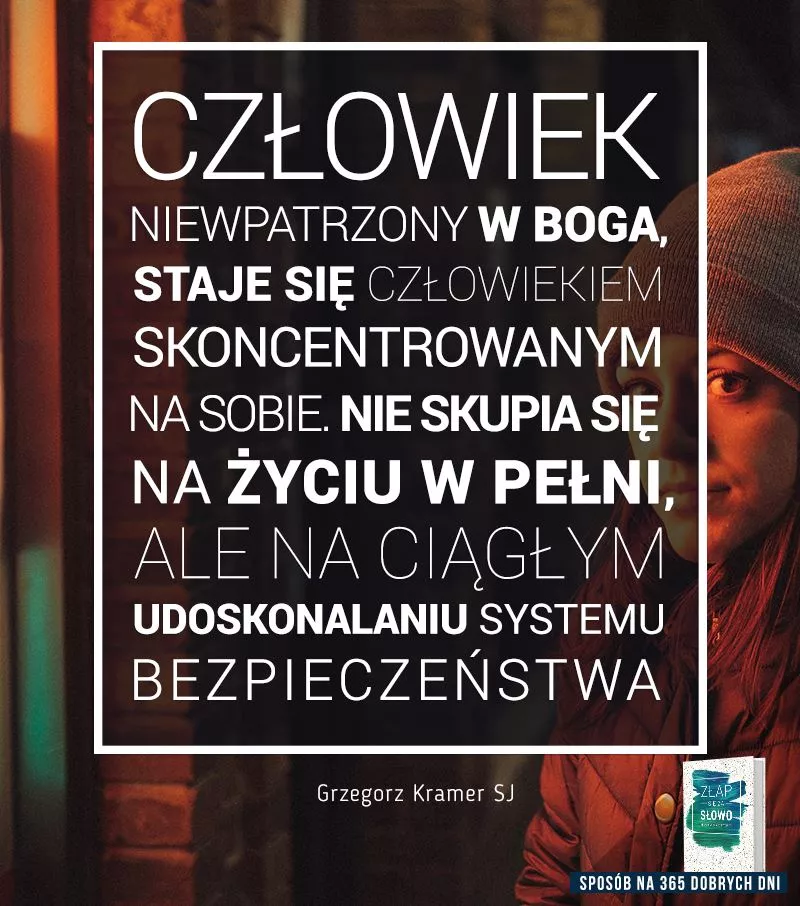 CZŁOWIEK
NIEWPATRZONY W BOGA,
STAJE SIĘ CZŁOWIEKIEM
SKONCENTROWANYM
NA SOBIE. NIE SKUPIA SIĘ
NA ŻYCIU W PEŁNI,
ALE NA CIĄGŁYM
UDOSKONALANIU SYSTEMU
BEZPIECZEŃSTWA
Grzegorz Kramer SJ
ZŁAP
SŁOWO
SPOSÓB NA 365 DOBRYCH DNI